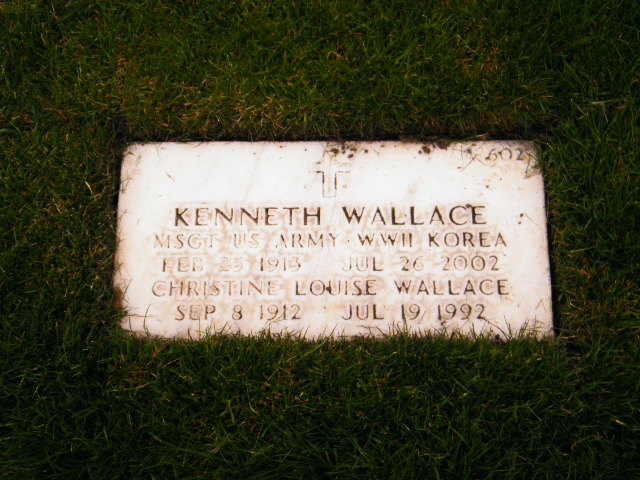 KENNETH WALLACE
MSGT US ARMY WWII KOREA
FEB 25 1913 JUL 26 2002
CHRISTINE LOUISE WALLACE
SEP 8 1912 JUL 19 1992